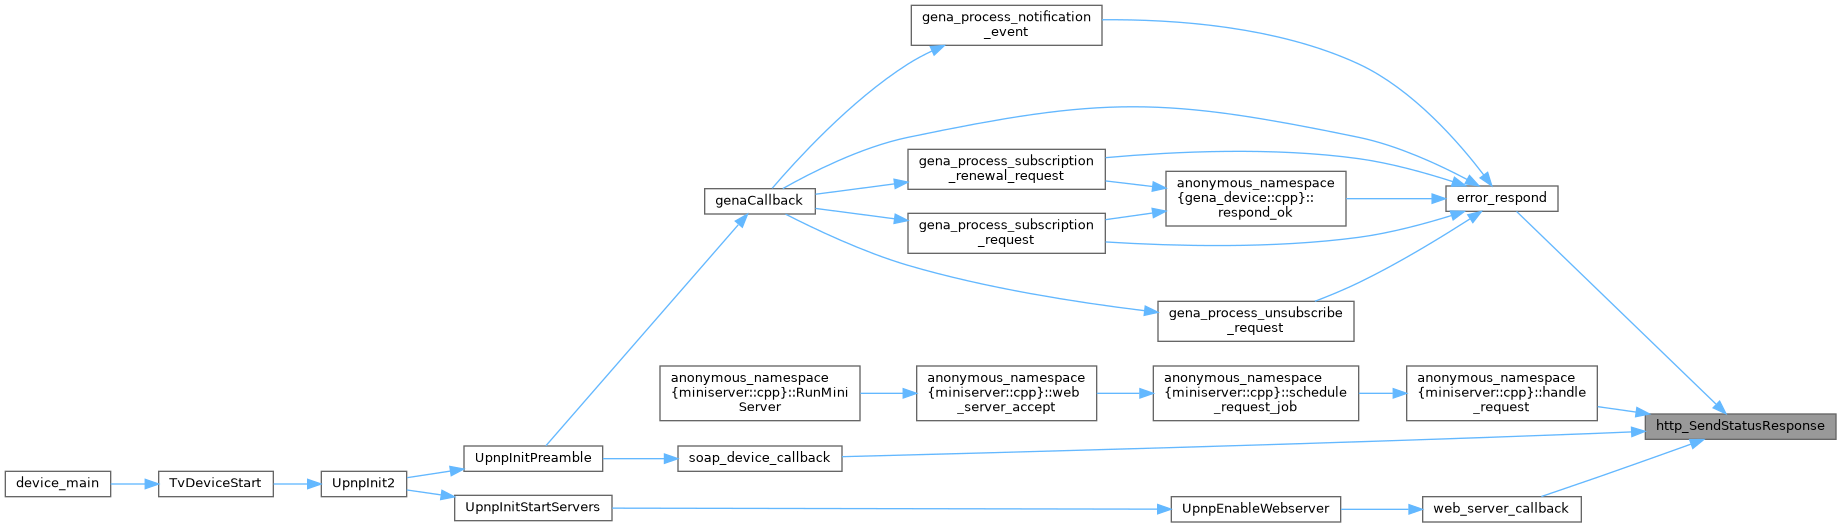 gena_process_notification
_event
gena_process_subscription
_renewal_request
anonymous_namespace
{gena_device::cpp}::
respond_ok
error_respond
genaCallback
gena_process_subscription
_request
gena_process_unsubscribe
_request
anonymous_namespace
{miniserver::cpp}::RunMini
Server
anonymous_namespace
{miniserver::cpp}::web
_server_accept
anonymous_namespace
{miniserver::cpp}::schedule
_request_job
anonymous_namespace
{miniserver::cpp}::handle
_request
http_SendStatusResponse
UpnpInitPreamble
soap_device_callback
device_main
TvDeviceStart
UpnpInit2
UpnpInitStartServers
UpnpEnableWebserver
web_server_callback